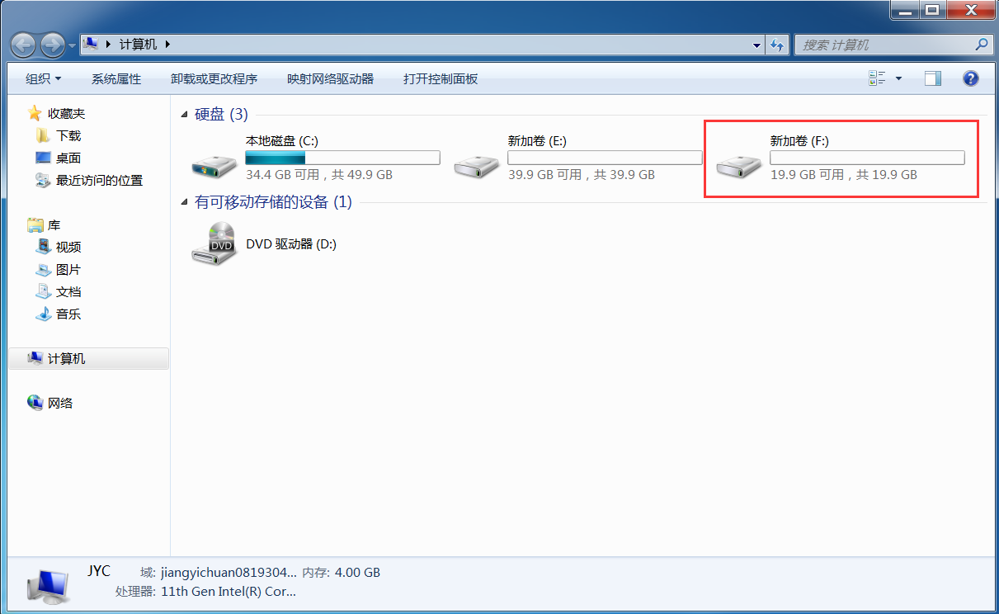 计算机
搜索 计算机
组织 系统属性 卸载或更改程序 映射网络驱动器 打开控制面板
收藏夹
下载
桌面
最近访问的位置
库
视频
图片
文档
音乐
计算机
网络
硬盘 (3)
本地磁盘 (C:)
34.4 GB 可用，共 49.9 GB
新加卷 (E:)
39.9 GB 可用，共 39.9 GB
新加卷 (F:)
19.9 GB 可用，共 19.9 GB
有可移动存储的设备 (1)
DVD
DVD 驱动器 (D:)
JYC 域: jiangyichuan0819304... 内存: 4.00 GB
处理器: 11th Gen Intel(R) Cor...